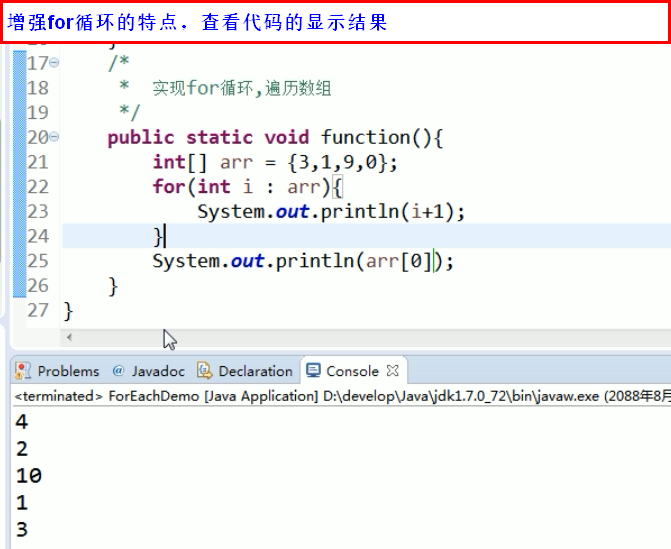 增强for循环的特点．查看代码的显示结果
17 /*
18 * 实现for循环,遍历数组
19 */
20 public static void function(){
21 int[] arr = {3,1,9,0};
22 for(int i : arr){
23 System.out.println(i+1);
24 }
25 System.out.println(arr[0]);
26 }
27 }
Problems @ Javadoc Declaration Console
<terminated> ForEachDemo [Java Application] D:\develop\Java\jdk1.7.0_72\bin\javaw.exe (2088年8月
4
2
10
1
3